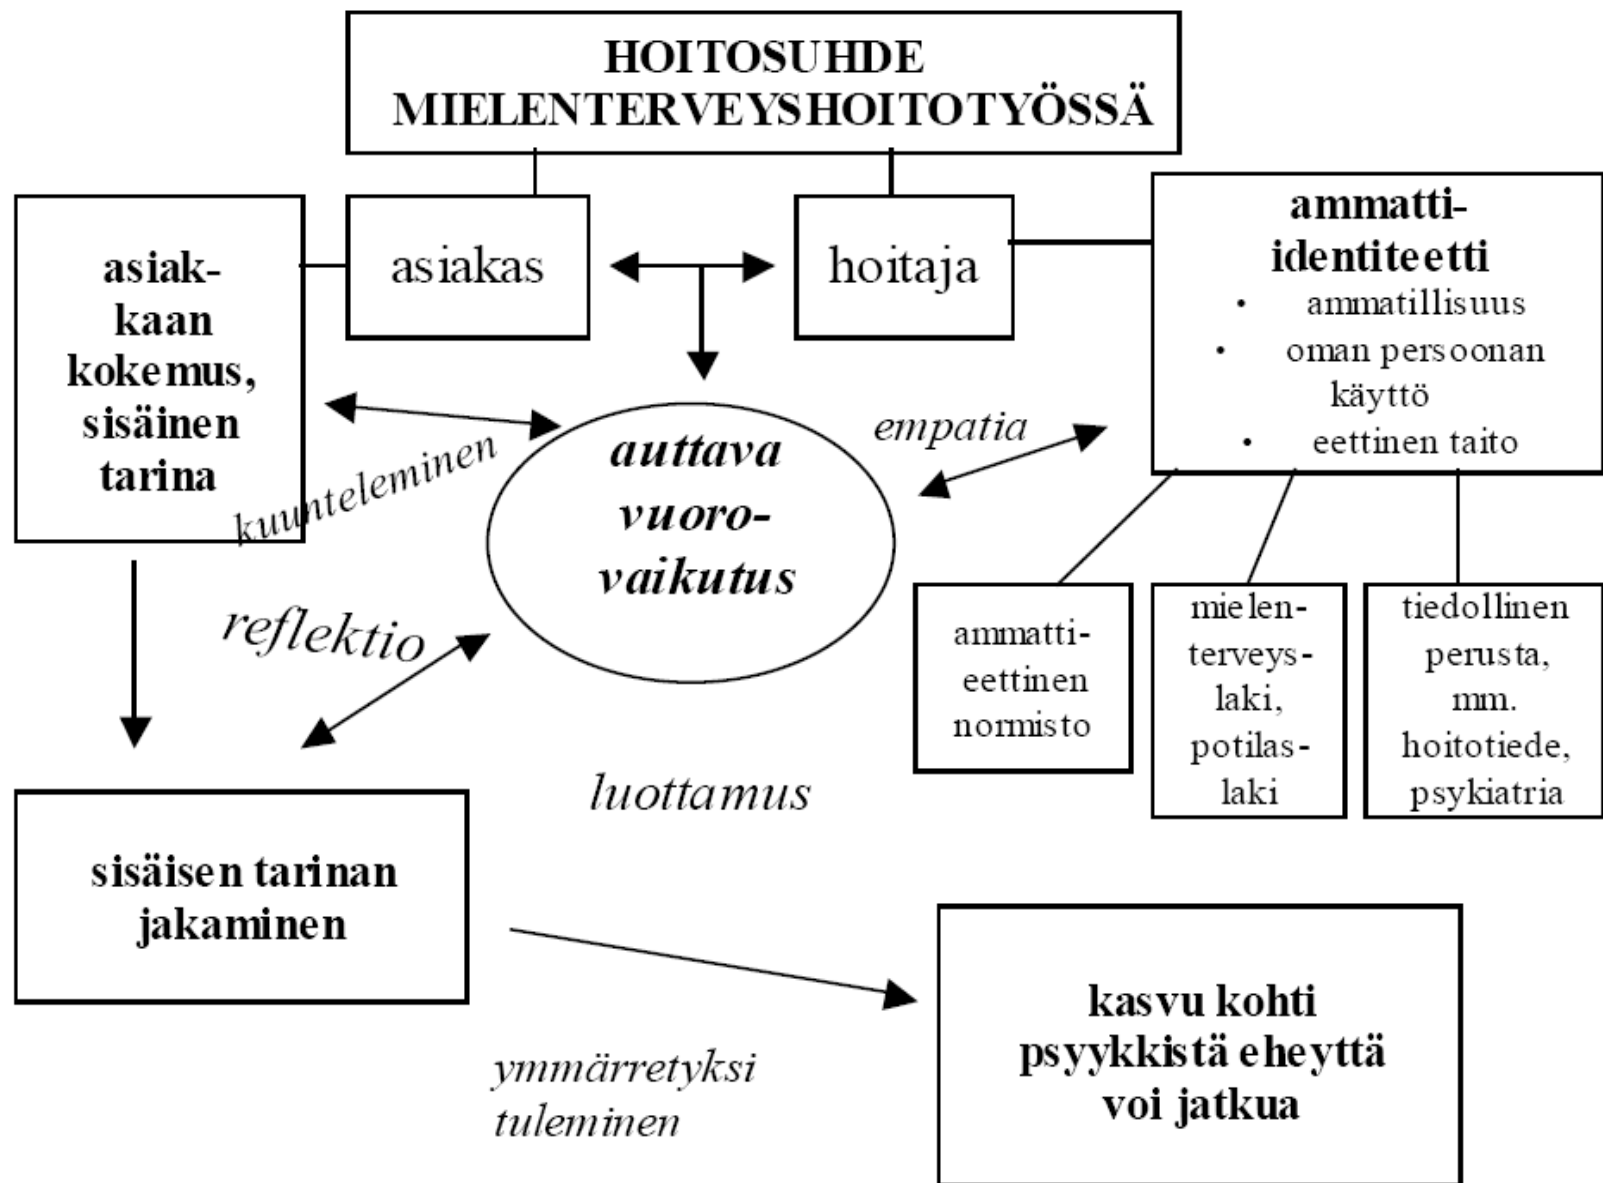 HOITOSUHDE
MIELENTERVEYSHOITOTYÖSSÄ
asiak-
kaan
kokemus,
sisäinen
tarina
asiakas
hoitaja
ammatti-
identiteetti
• ammatillisuus
• oman persoonan
käyttö
• eettinen taito
kuunteleminen
auttava
vuoro-
vaikutus
empatia
reflektio
ammatti-
eettinen
normisto
mielen-
terveys-
laki,
potilas-
laki
tiedollinen
perusta,
mm.
hoitotiede,
psykiatria
luottamus
sisäisen tarinan
jakaminen
ymmärretyksi
tuleminen
kasvu kohti
psyykkistä eheyttä
voi jatkua